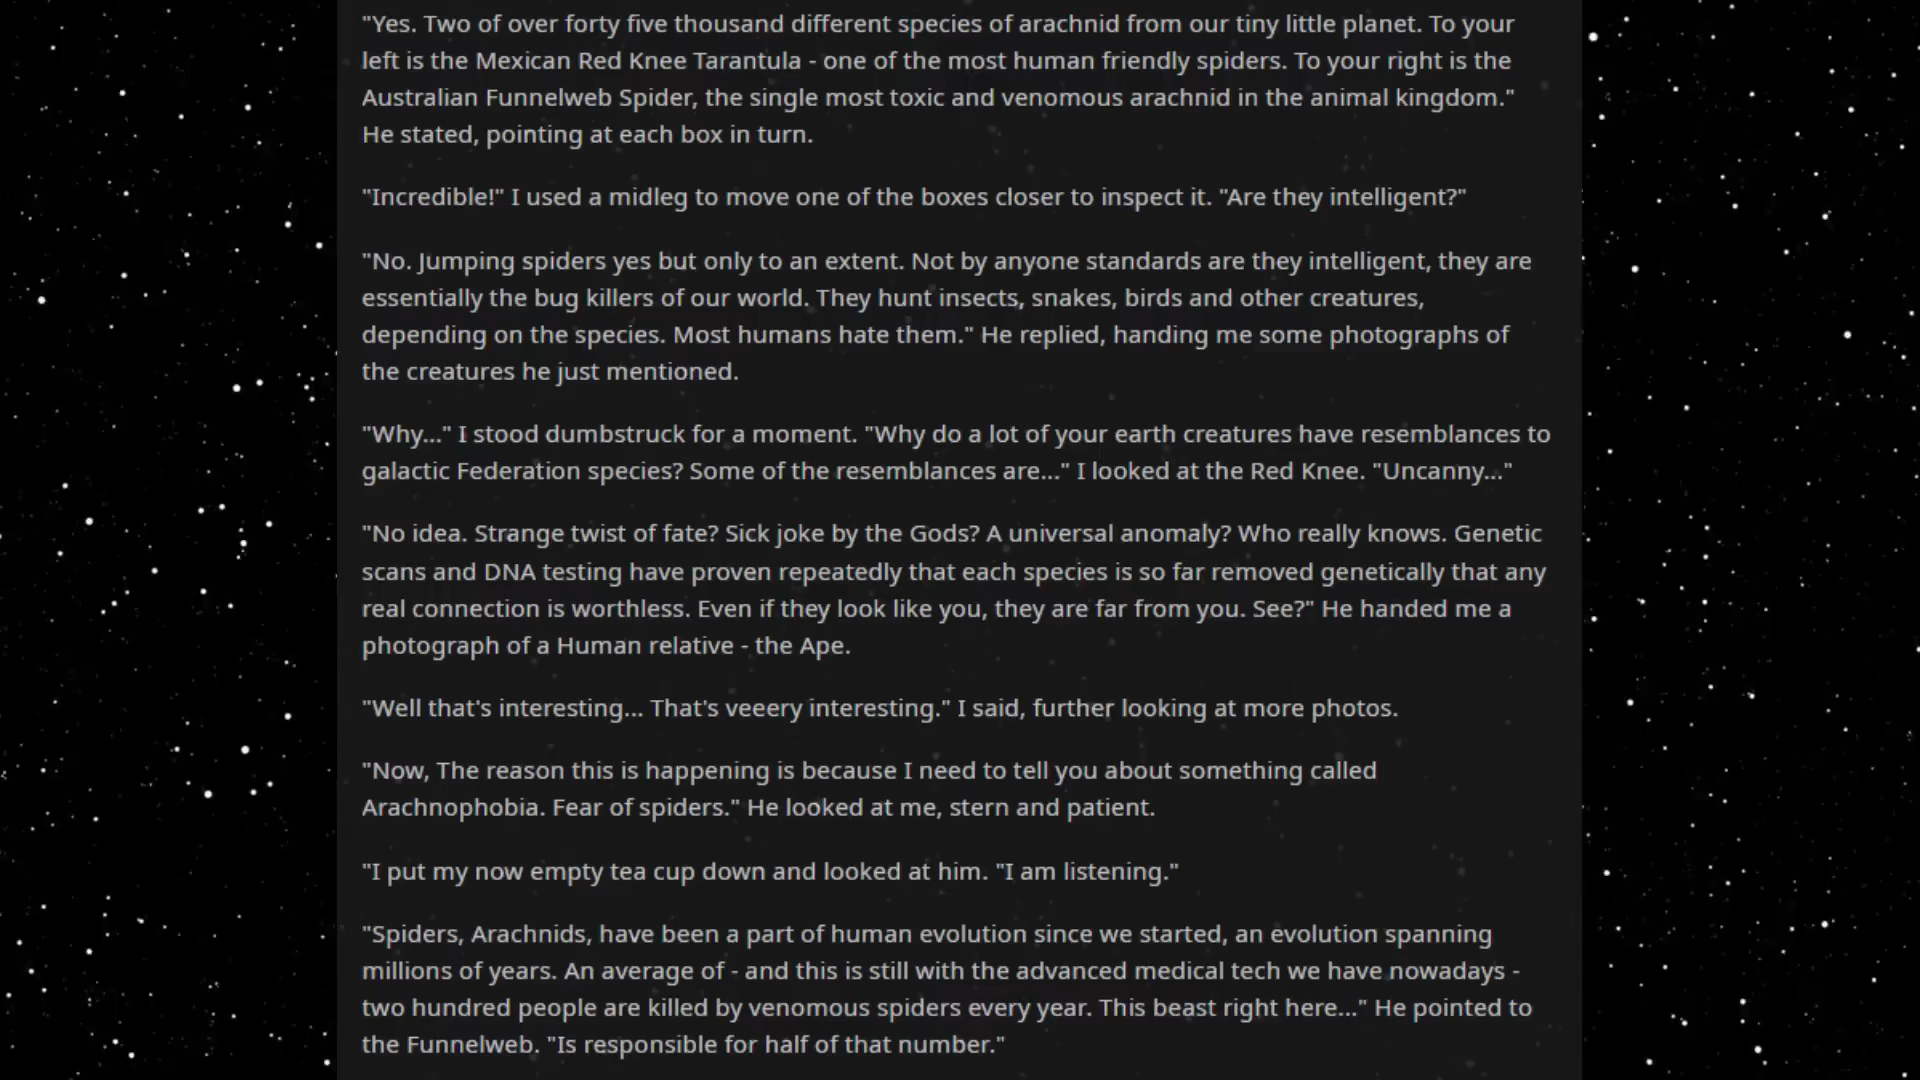 "Yes. Two of over forty five thousand different species of arachnid from our tiny little planet. To your
left is the Mexican Red Knee Tarantula - one of the most human friendly spiders. To your right is the
Australian Funnelweb Spider, the single most toxic and venomous arachnid in the animal kingdom."
He stated, pointing at each box in turn.
"Incredible!" I used a midleg to move one of the boxes closer to inspect it. "Are they intelligent?"
"No. Jumping spiders yes but only to an extent. Not by anyone standards are they intelligent, they are
essentially the bug killers of our world. They hunt insects, snakes, birds and other creatures,
depending on the species. Most humans hate them." He replied, handing me some photographs of
the creatures he just mentioned.
"Why..." I stood dumbstruck for a moment. "Why do a lot of your earth creatures have resemblances to
galactic Federation species? Some of the resemblances are..." I looked at the Red Knee. "Uncanny..."
"No idea. Strange twist of fate? Sick joke by the Gods? A universal anomaly? Who really knows. Genetic
scans and DNA testing have proven repeatedly that each species is so far removed genetically that any
real connection is worthless. Even if they look like you, they are far from you. See?" He handed me a
photograph of a Human relative - the Ape.
"Well that's interesting... That's veeery interesting." I said, further looking at more photos.
"Now, The reason this is happening is because I need to tell you about something called
Arachnophobia. Fear of spiders." He looked at me, stern and patient.
"I put my now empty tea cup down and looked at him. "I am listening."
"Spiders, Arachnids, have been a part of human evolution since we started, an evolution spanning
millions of years. An average of - and this is still with the advanced medical tech we have nowadays -
two hundred people are killed by venomous spiders every year. This beast right here..." He pointed to
the Funnelweb. "Is responsible for half of that number."